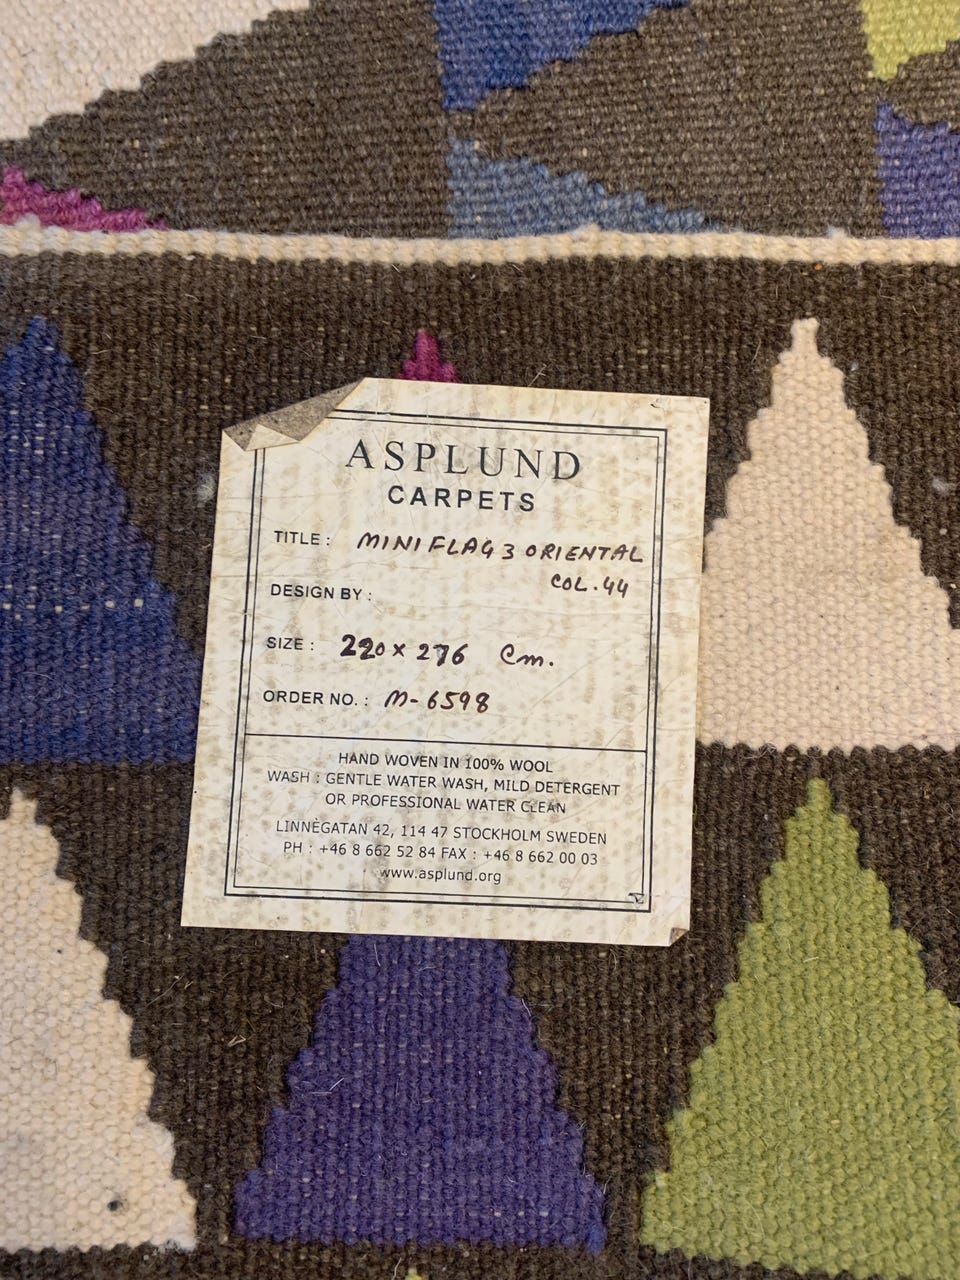 ASPLUND
CARPETS
TITLE : MINIFLAG 3 ORIENTAL
COL. 44
DESIGN BY :
SIZE : 220 x 276 Cm.
ORDER NO. : M-6598
HAND WOVEN IN 100% WOOL
WASH : GENTLE WATER WASH, MILD DETERGENT
OR PROFESSIONAL WATER CLEAN
LINNÈGATAN 42, 114 47 STOCKHOLM SWEDEN
PH : +46 8 662 52 84 FAX : +46 8 662 00 03
www.asplund.org